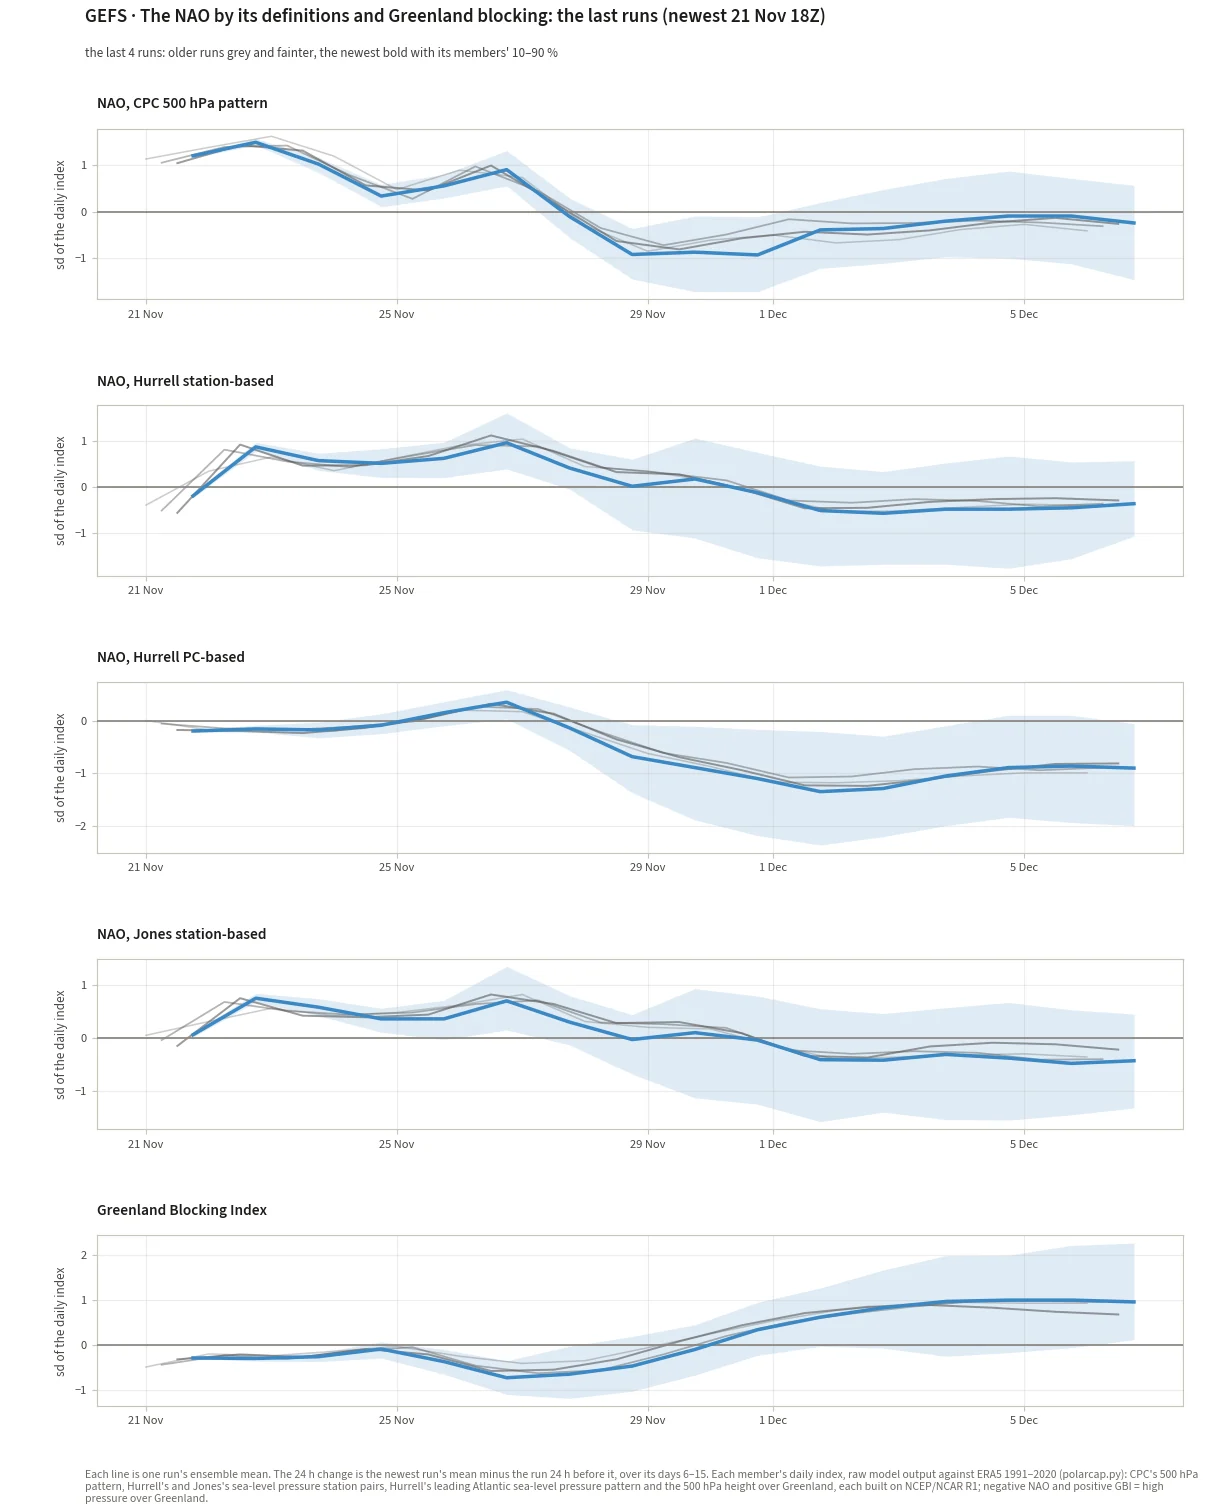 GEFS · The NAO by its definitions and Greenland blocking: the last runs (newest 21 Nov 18Z)
the last 4 runs: older runs grey and fainter, the newest bold with its members' 10–90 %
NAO, CPC 500 hPa pattern
sd of the daily index
1
0
−1
21 Nov
25 Nov
29 Nov
1 Dec
5 Dec
NAO, Hurrell station-based
sd of the daily index
1
0
−1
21 Nov
25 Nov
29 Nov
1 Dec
5 Dec
NAO, Hurrell PC-based
sd of the daily index
0
−1
−2
21 Nov
25 Nov
29 Nov
1 Dec
5 Dec
NAO, Jones station-based
sd of the daily index
1
0
−1
21 Nov
25 Nov
29 Nov
1 Dec
5 Dec
Greenland Blocking Index
sd of the daily index
2
1
0
−1
21 Nov
25 Nov
29 Nov
1 Dec
5 Dec
Each line is one run's ensemble mean. The 24 h change is the newest run's mean minus the run 24 h before it, over its days 6–15. Each member's daily index, raw model output against ERA5 1991–2020 (polarcap.py): CPC's 500 hPa
pattern, Hurrell's and Jones's sea-level pressure station pairs, Hurrell's leading Atlantic sea-level pressure pattern and the 500 hPa height over Greenland, each built on NCEP/NCAR R1; negative NAO and positive GBI = high
pressure over Greenland.